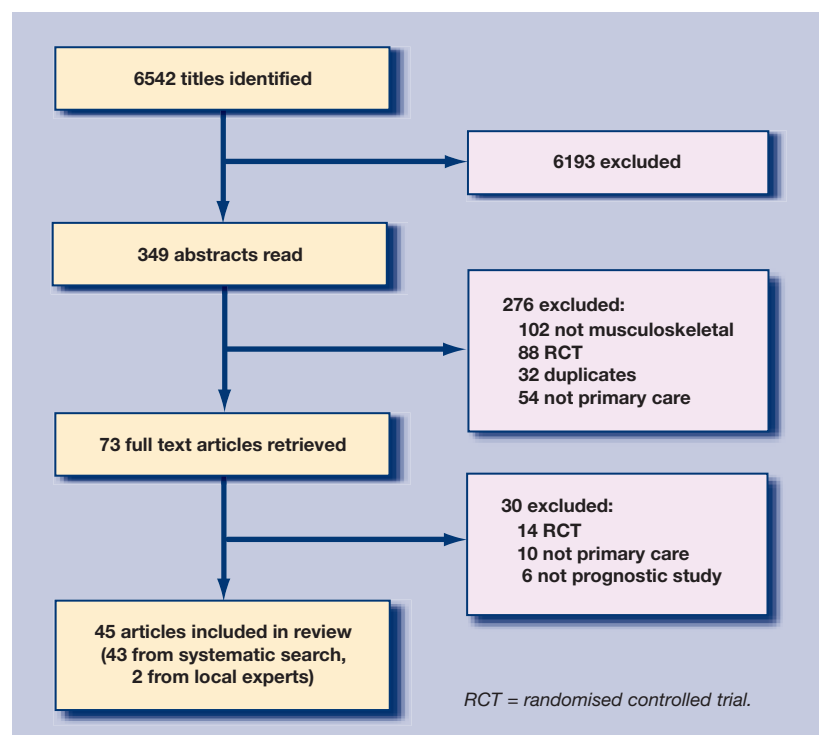 6542 titles identified
6193 excluded
349 abstracts read
276 excluded:
102 not musculoskeletal
88 RCT
32 duplicates
54 not primary care
73 full text articles retrieved
30 excluded:
14 RCT
10 not primary care
6 not prognostic study
45 articles included in review
(43 from systematic search,
2 from local experts)
RCT = randomised controlled trial.